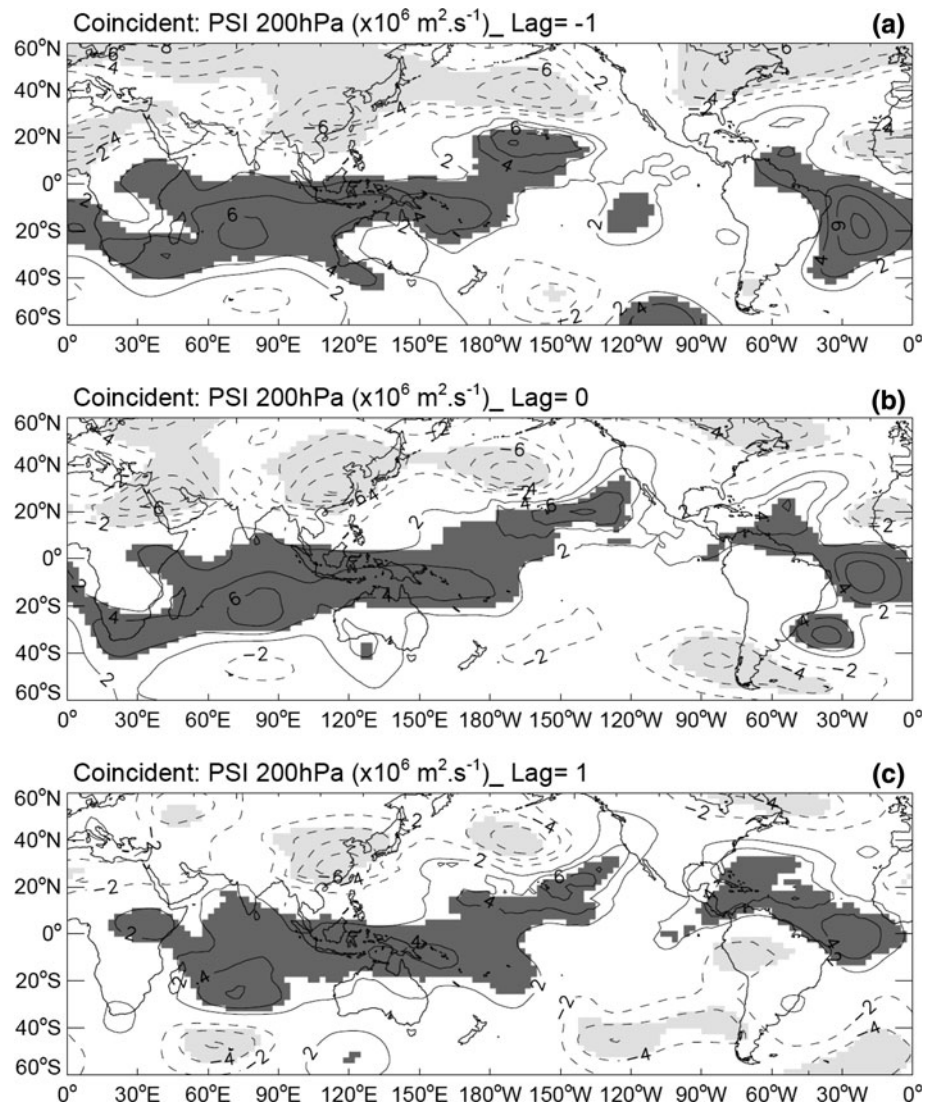 Coincident: PSI 200hPa (x10⁶ m².s⁻¹)_ Lag= -1
(a)
60°N
40°N
20°N
0°
20°S
40°S
60°S
0° 30°E 60°E 90°E 120°E 150°E 180°W 150°W 120°W 90°W 60°W 30°W 0°
Coincident: PSI 200hPa (x10⁶ m².s⁻¹)_ Lag= 0
(b)
60°N
40°N
20°N
0°
20°S
40°S
60°S
0° 30°E 60°E 90°E 120°E 150°E 180°W 150°W 120°W 90°W 60°W 30°W 0°
Coincident: PSI 200hPa (x10⁶ m².s⁻¹)_ Lag= 1
(c)
60°N
40°N
20°N
0°
20°S
40°S
60°S
0° 30°E 60°E 90°E 120°E 150°E 180°W 150°W 120°W 90°W 60°W 30°W 0°